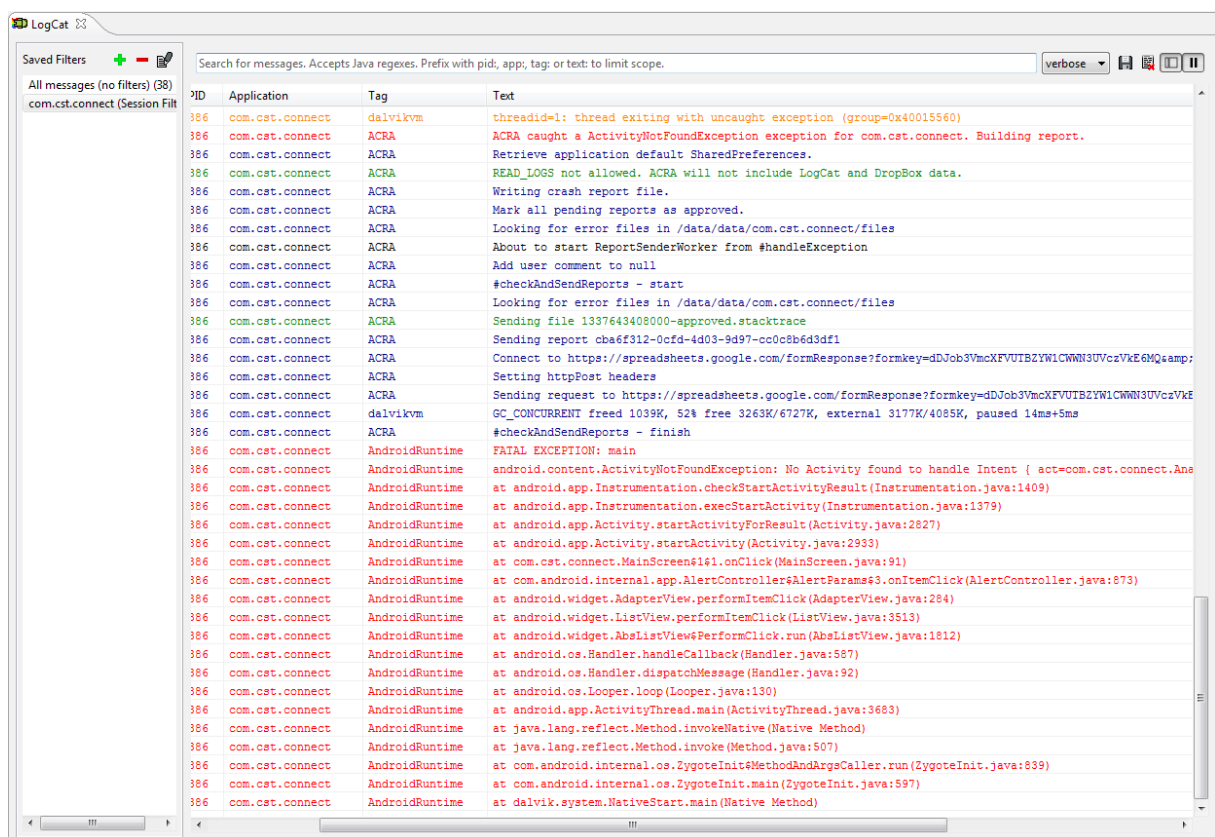 LogCat
Saved Filters
All messages (no filters) (38)
com.cst.connect (Session Filt
Search for messages. Accepts Java regexes. Prefix with pid:, app:, tag: or text: to limit scope.
verbose
PID Application Tag Text
386 com.cst.connect dalvikvm threadid=1: thread exiting with uncaught exception (group=0x40015560)
386 com.cst.connect ACRA ACRA caught a ActivityNotFoundException exception for com.cst.connect. Building report.
386 com.cst.connect ACRA Retrieve application default SharedPreferences.
386 com.cst.connect ACRA READ_LOGS not allowed. ACRA will not include LogCat and DropBox data.
386 com.cst.connect ACRA Writing crash report file.
386 com.cst.connect ACRA Mark all pending reports as approved.
386 com.cst.connect ACRA Looking for error files in /data/data/com.cst.connect/files
386 com.cst.connect ACRA About to start ReportSenderWorker from #handleException
386 com.cst.connect ACRA Add user comment to null
386 com.cst.connect ACRA #checkAndSendReports - start
386 com.cst.connect ACRA Looking for error files in /data/data/com.cst.connect/files
386 com.cst.connect ACRA Sending file 1337643408000-approved.stacktrace
386 com.cst.connect ACRA Sending report cba6f312-0cfd-4d03-9d97-cc0c8b6d3df1
386 com.cst.connect ACRA Connect to https://spreadsheets.google.com/formResponse?formkey=dDJob3VmcXFVUTBZYW1CWWN3UVczVkE6MQ&amp;
386 com.cst.connect ACRA Setting httpPost headers
386 com.cst.connect ACRA Sending request to https://spreadsheets.google.com/formResponse?formkey=dDJob3VmcXFVUTBZYW1CWWN3UVczVkE
386 com.cst.connect dalvikvm GC_CONCURRENT freed 1039K, 52% free 3263K/6727K, external 3177K/4085K, paused 14ms+5ms
386 com.cst.connect ACRA #checkAndSendReports - finish
386 com.cst.connect AndroidRuntime FATAL EXCEPTION: main
386 com.cst.connect AndroidRuntime android.content.ActivityNotFoundException: No Activity found to handle Intent { act=com.cst.connect.Ana
386 com.cst.connect AndroidRuntime at android.app.Instrumentation.checkStartActivityResult(Instrumentation.java:1409)
386 com.cst.connect AndroidRuntime at android.app.Instrumentation.execStartActivity(Instrumentation.java:1379)
386 com.cst.connect AndroidRuntime at android.app.Activity.startActivityForResult(Activity.java:2827)
386 com.cst.connect AndroidRuntime at android.app.Activity.startActivity(Activity.java:2933)
386 com.cst.connect AndroidRuntime at com.cst.connect.MainScreen$1$1.onClick(MainScreen.java:91)
386 com.cst.connect AndroidRuntime at com.android.internal.app.AlertController$AlertParams$3.onItemClick(AlertController.java:873)
386 com.cst.connect AndroidRuntime at android.widget.AdapterView.performItemClick(AdapterView.java:284)
386 com.cst.connect AndroidRuntime at android.widget.ListView.performItemClick(ListView.java:3513)
386 com.cst.connect AndroidRuntime at android.widget.AbsListView$PerformClick.run(AbsListView.java:1812)
386 com.cst.connect AndroidRuntime at android.os.Handler.handleCallback(Handler.java:587)
386 com.cst.connect AndroidRuntime at android.os.Handler.dispatchMessage(Handler.java:92)
386 com.cst.connect AndroidRuntime at android.os.Looper.loop(Looper.java:130)
386 com.cst.connect AndroidRuntime at android.app.ActivityThread.main(ActivityThread.java:3683)
386 com.cst.connect AndroidRuntime at java.lang.reflect.Method.invokeNative(Native Method)
386 com.cst.connect AndroidRuntime at java.lang.reflect.Method.invoke(Method.java:507)
386 com.cst.connect AndroidRuntime at com.android.internal.os.ZygoteInit$MethodAndArgsCaller.run(ZygoteInit.java:839)
386 com.cst.connect AndroidRuntime at com.android.internal.os.ZygoteInit.main(ZygoteInit.java:597)
386 com.cst.connect AndroidRuntime at dalvik.system.NativeStart.main(Native Method)